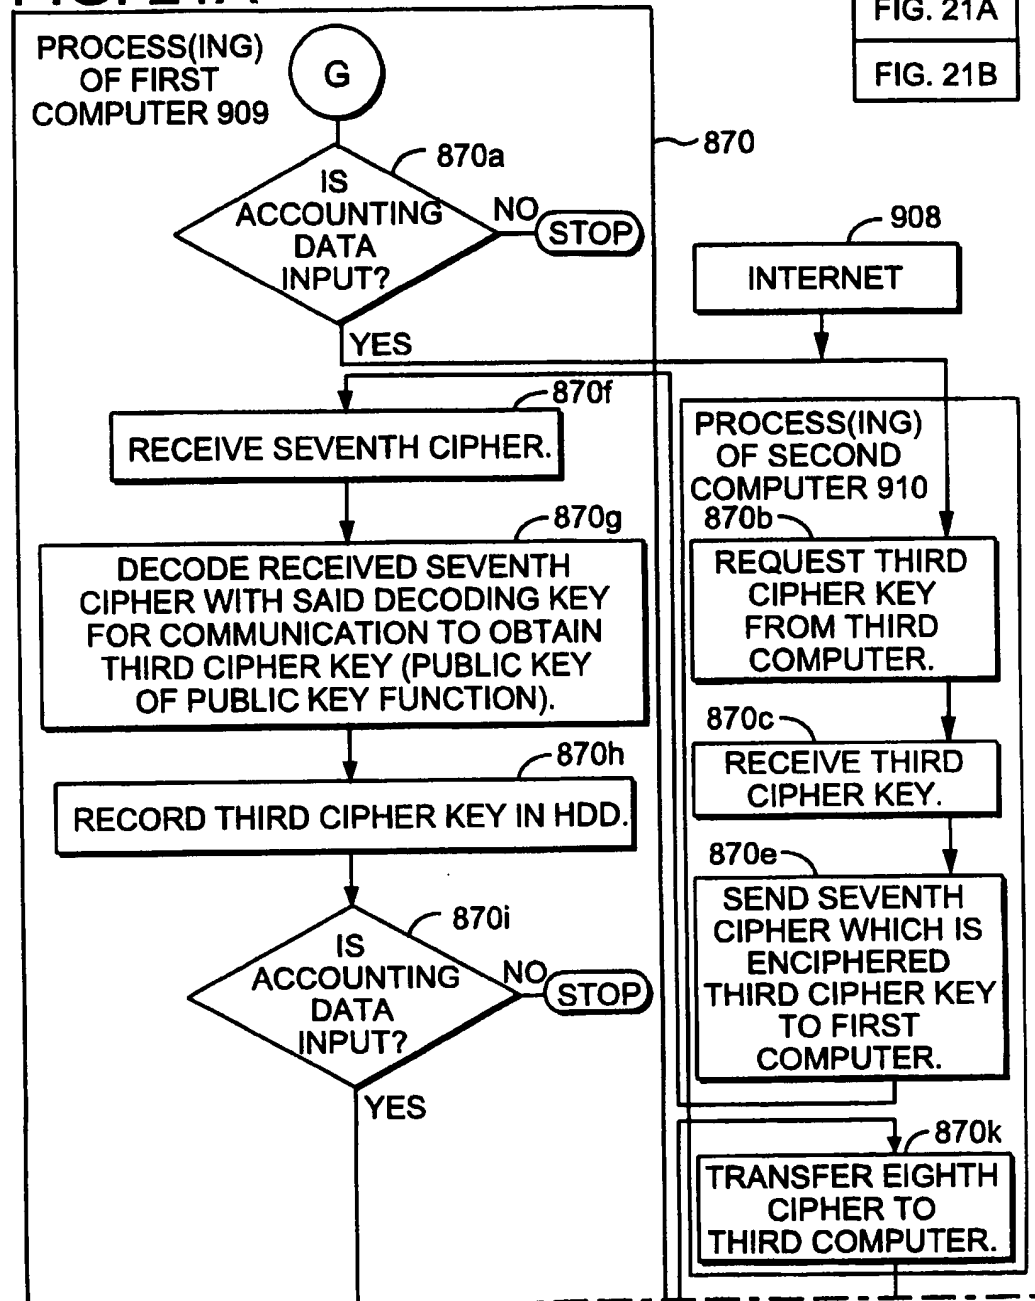 FIG. 21A
FIG. 21A
FIG. 21B
PROCESS(ING)
OF FIRST
COMPUTER 909
G
870
870a
IS
ACCOUNTING
DATA
INPUT?
NO
STOP
YES
908
INTERNET
870f
RECEIVE SEVENTH CIPHER.
870g
DECODE RECEIVED SEVENTH
CIPHER WITH SAID DECODING KEY
FOR COMMUNICATION TO OBTAIN
THIRD CIPHER KEY (PUBLIC KEY
OF PUBLIC KEY FUNCTION).
870h
RECORD THIRD CIPHER KEY IN HDD.
870i
IS
ACCOUNTING
DATA
INPUT?
NO
STOP
YES
PROCESS(ING)
OF SECOND
COMPUTER 910
870b
REQUEST THIRD
CIPHER KEY
FROM THIRD
COMPUTER.
870c
RECEIVE THIRD
CIPHER KEY.
870e
SEND SEVENTH
CIPHER WHICH IS
ENCIPHERED
THIRD CIPHER KEY
TO FIRST
COMPUTER.
870k
TRANSFER EIGHTH
CIPHER TO
THIRD COMPUTER.